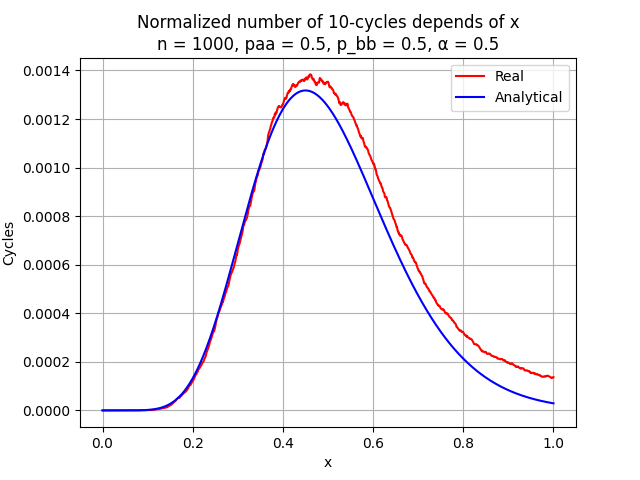 Normalized number of 10-cycles depends of x
n = 1000, paa = 0.5, p_bb = 0.5, α = 0.5
Real
Analytical
Cycles
0.0014
0.0012
0.0010
0.0008
0.0006
0.0004
0.0002
0.0000
0.0 0.2 0.4 0.6 0.8 1.0
x